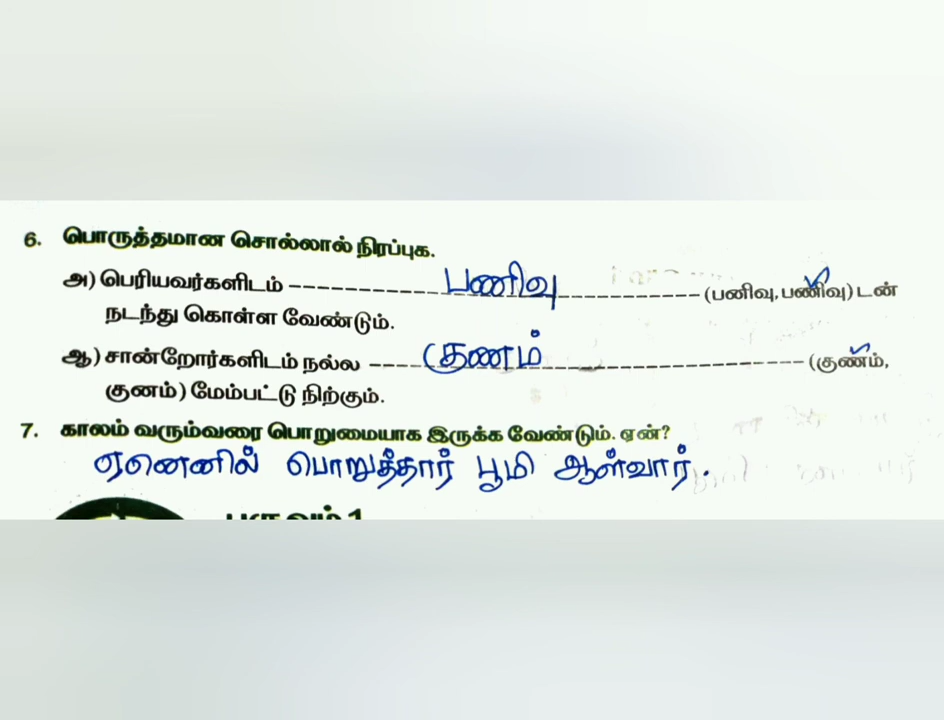 6. பொருத்தமான சொல்லால் நிரப்புக.
அ) பெரியவர்களிடம் ---------------- பணிவு ---------------- (பனிவு, பணிவு) டன்
நடந்து கொள்ள வேண்டும்.
ஆ) சான்றோர்களிடம் நல்ல ---- குணம் ---------------- (குணம்,
குனம்) மேம்பட்டு நிற்கும்.
7. காலம் வரும்வரை பொறுமையாக இருக்க வேண்டும். ஏன்?
ஏனெனில் பொறுத்தார் பூமி ஆள்வார்.